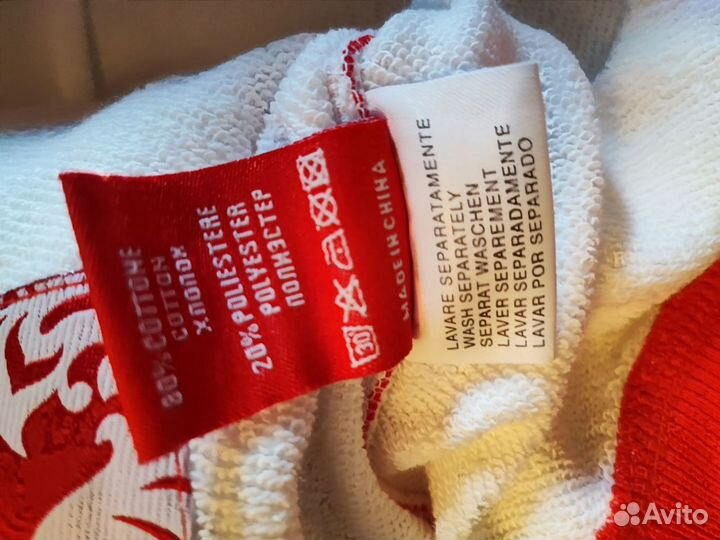 80% COTTONE
COTTON
ХЛОПОК
20% POLIESTERE
POLYESTER
ПОЛИЭСТЕР
30
MADE IN CHINA
LAVARE SEPARATAMENTE
WASH SEPARATELY
SEPARAT WASCHEN
LAVER SEPAREMENT
LAVAR SEPARADAMENTE
LAVAR POR SEPARADO
Avito